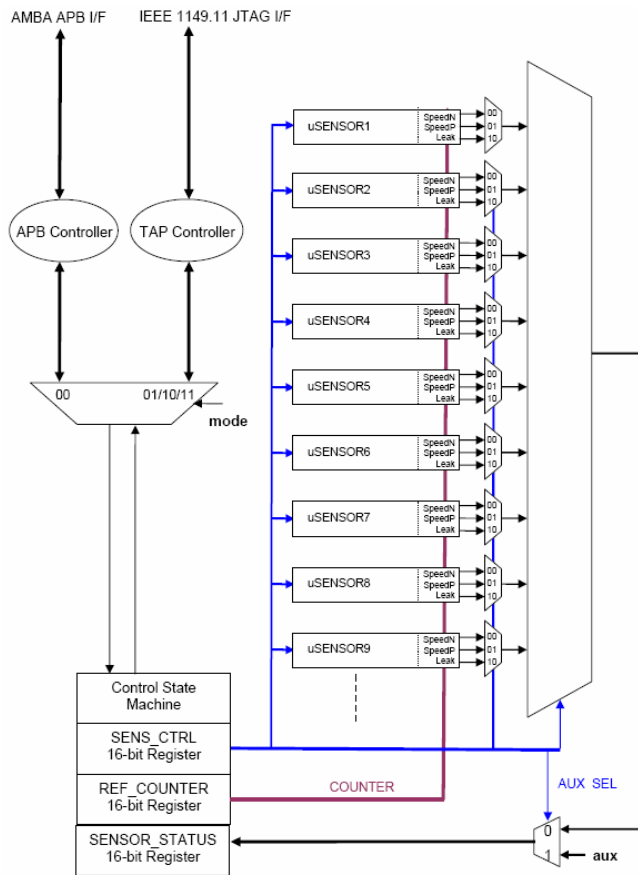 AMBA APB I/F
IEEE 1149.11 JTAG I/F
APB Controller
TAP Controller
00
01/10/11
mode
uSENSOR1
SpeedN
SpeedP
Leak
00
01
10
uSENSOR2
SpeedN
SpeedP
Leak
00
01
10
uSENSOR3
SpeedN
SpeedP
Leak
00
01
10
uSENSOR4
SpeedN
SpeedP
Leak
00
01
10
uSENSOR5
SpeedN
SpeedP
Leak
00
01
10
uSENSOR6
SpeedN
SpeedP
Leak
00
01
10
uSENSOR7
SpeedN
SpeedP
Leak
00
01
10
uSENSOR8
SpeedN
SpeedP
Leak
00
01
10
uSENSOR9
SpeedN
SpeedP
Leak
00
01
10
Control State
Machine
SENS_CTRL
16-bit Register
REF_COUNTER
16-bit Register
SENSOR_STATUS
16-bit Register
COUNTER
AUX SEL
0
1
aux